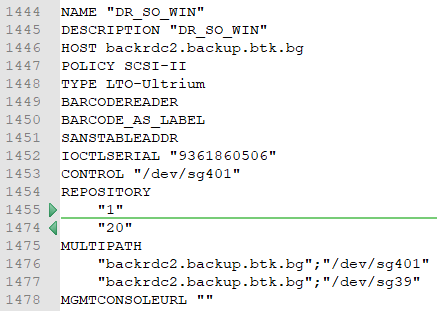 1444 NAME "DR_SO_WIN"
1445 DESCRIPTION "DR_SO_WIN"
1446 HOST backrdc2.backup.btk.bg
1447 POLICY SCSI-II
1448 TYPE LTO-Ultrium
1449 BARCODEREADER
1450 BARCODE_AS_LABEL
1451 SANSTABLEADDR
1452 IOCTLSERIAL "9361860506"
1453 CONTROL "/dev/sg401"
1454 REPOSITORY
1455 "1"
1474 "20"
1475 MULTIPATH
1476 "backrdc2.backup.btk.bg";"/dev/sg401"
1477 "backrdc2.backup.btk.bg";"/dev/sg39"
1478 MGMTCONSOLEURL ""